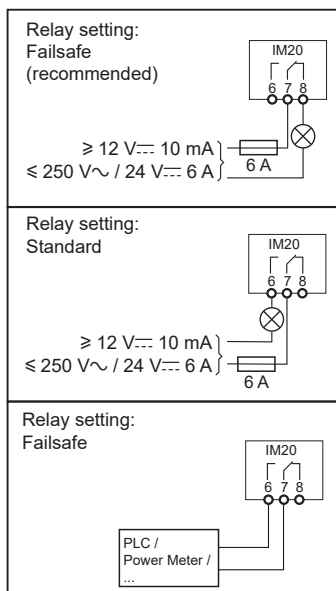 Relay setting:
Failsafe
(recommended)
IM20
6 7 8
≥ 12 V⎓ 10 mA
≤ 250 V∿ / 24 V⎓ 6 A
6 A
Relay setting:
Standard
IM20
6 7 8
≥ 12 V⎓ 10 mA
≤ 250 V∿ / 24 V⎓ 6 A
6 A
Relay setting:
Failsafe
IM20
6 7 8
PLC /
Power Meter /
...